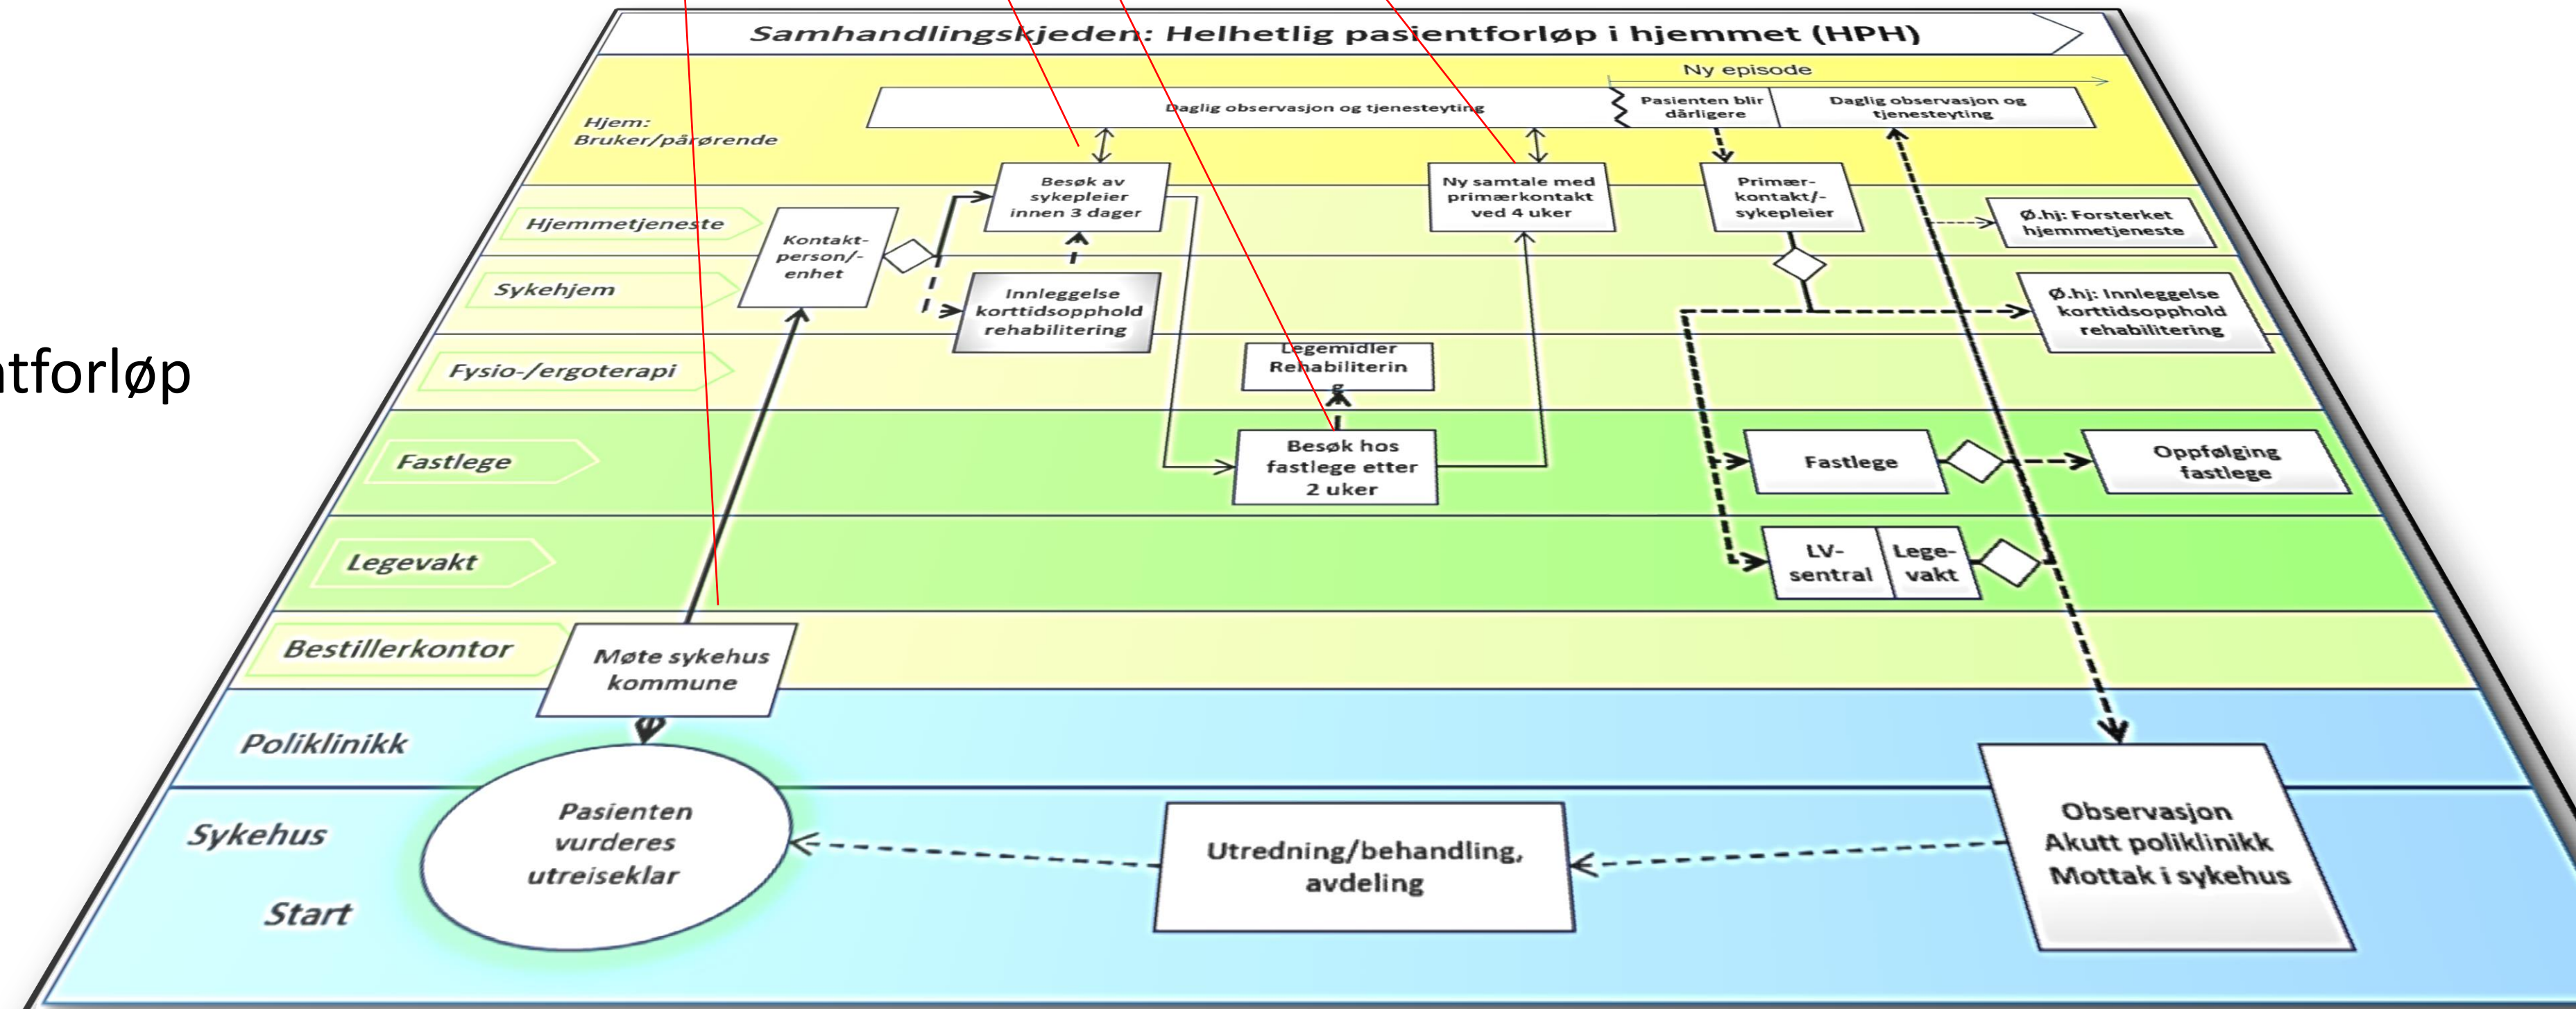 Samhandlingskjeden: Helhetlig pasientforløp i hjemmet (HPH)
Ny episode
Daglig observasjon og tjenesteyting
Pasienten blir
dårligere
Daglig observasjon og
tjenesteyting
Hjem:
Bruker/pårørende
Besøk av
sykepleier
innen 3 dager
Ny samtale med
primærkontakt
ved 4 uker
Primær-
kontakt/-
sykepleier
Hjemmetjeneste
Kontakt-
person/-
enhet
Ø.hj: Forsterket
hjemmetjeneste
Sykehjem
Innleggelse
korttidsopphold
rehabilitering
Ø.hj: Innleggelse
korttidsopphold
rehabilitering
ntforløp
Fysio-/ergoterapi
Legemidler
Rehabiliterin
g
Fastlege
Besøk hos
fastlege etter
2 uker
Fastlege
Oppfølging
fastlege
Legevakt
LV-
sentral
Lege-
vakt
Bestillerkontor
Møte sykehus
kommune
Poliklinikk
Sykehus
Pasienten
vurderes
utreiseklar
Utredning/behandling,
avdeling
Observasjon
Akutt poliklinikk
Mottak i sykehus
Start